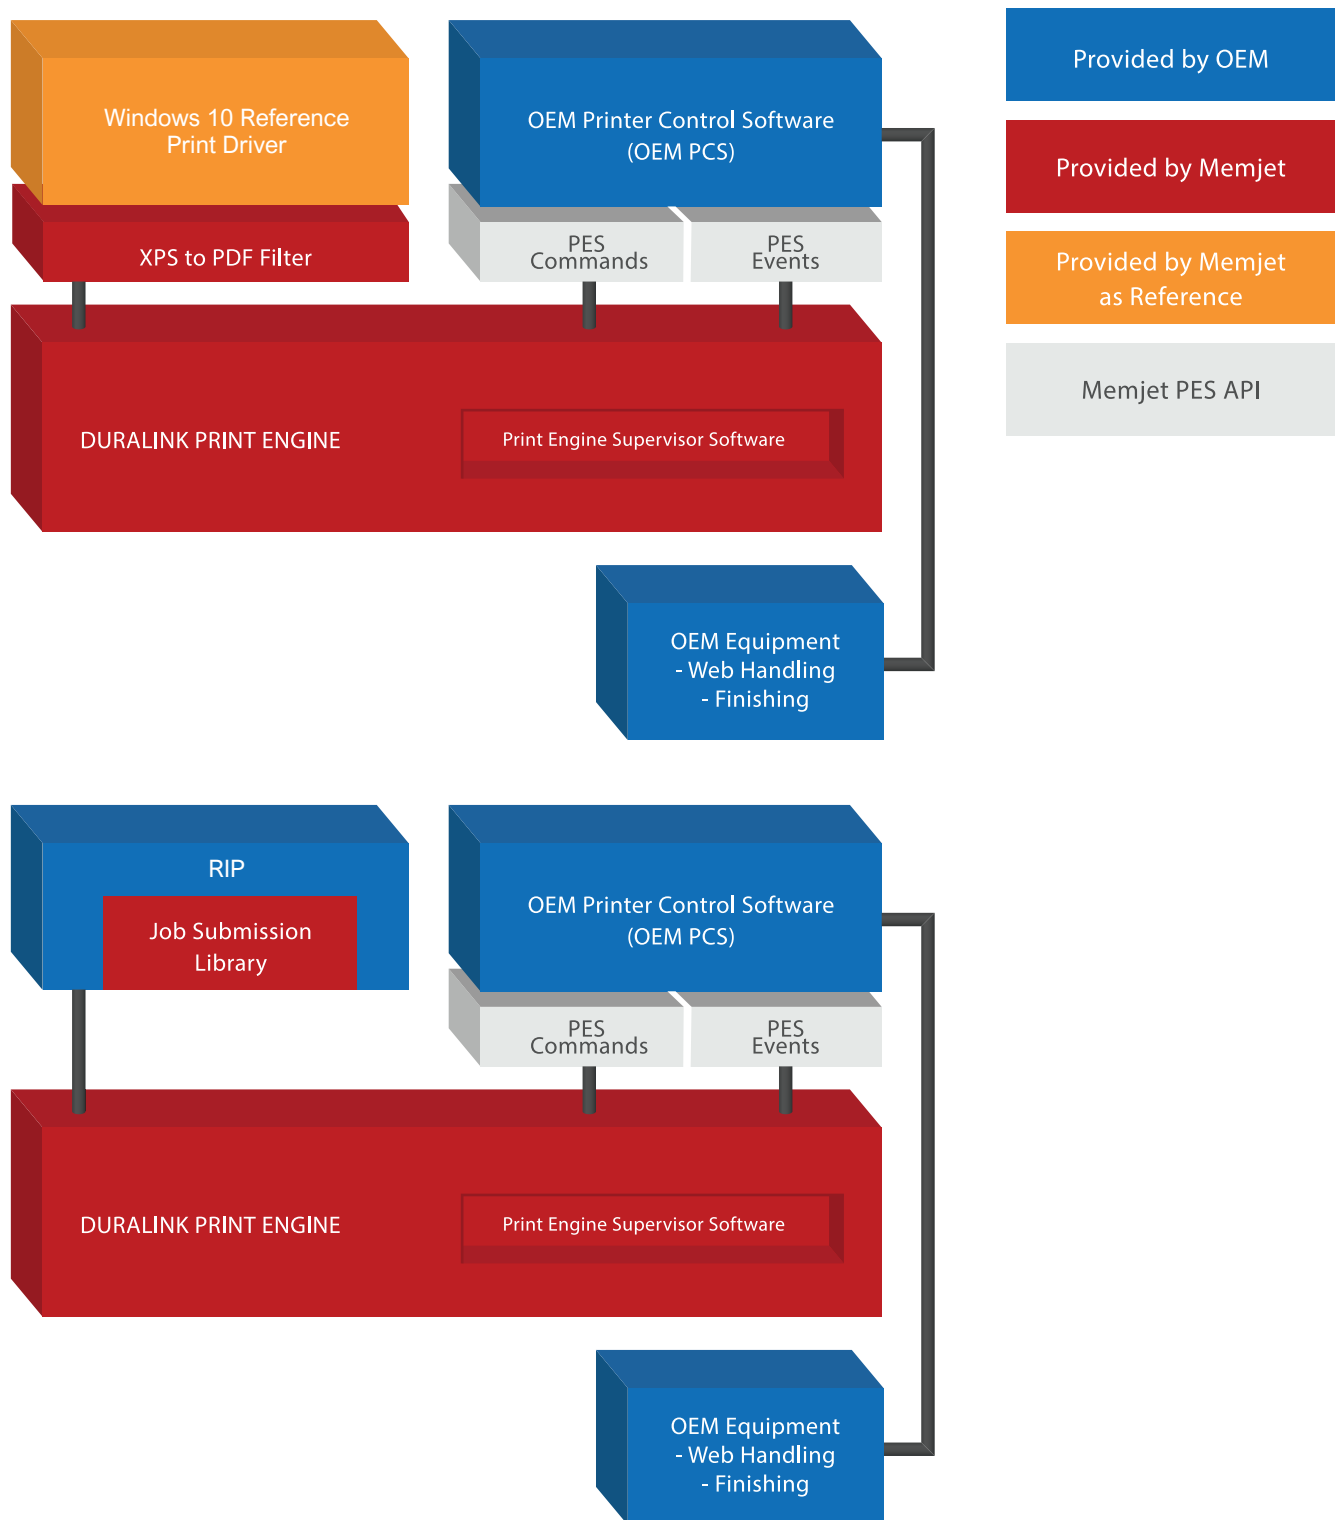 Windows 10 Reference
Print Driver
XPS to PDF Filter
OEM Printer Control Software
(OEM PCS)
PES
Commands
PES
Events
DURALINK PRINT ENGINE
Print Engine Supervisor Software
OEM Equipment
- Web Handling
- Finishing
Provided by OEM
Provided by Memjet
Provided by Memjet
as Reference
Memjet PES API
RIP
Job Submission
Library
OEM Printer Control Software
(OEM PCS)
PES
Commands
PES
Events
DURALINK PRINT ENGINE
Print Engine Supervisor Software
OEM Equipment
- Web Handling
- Finishing